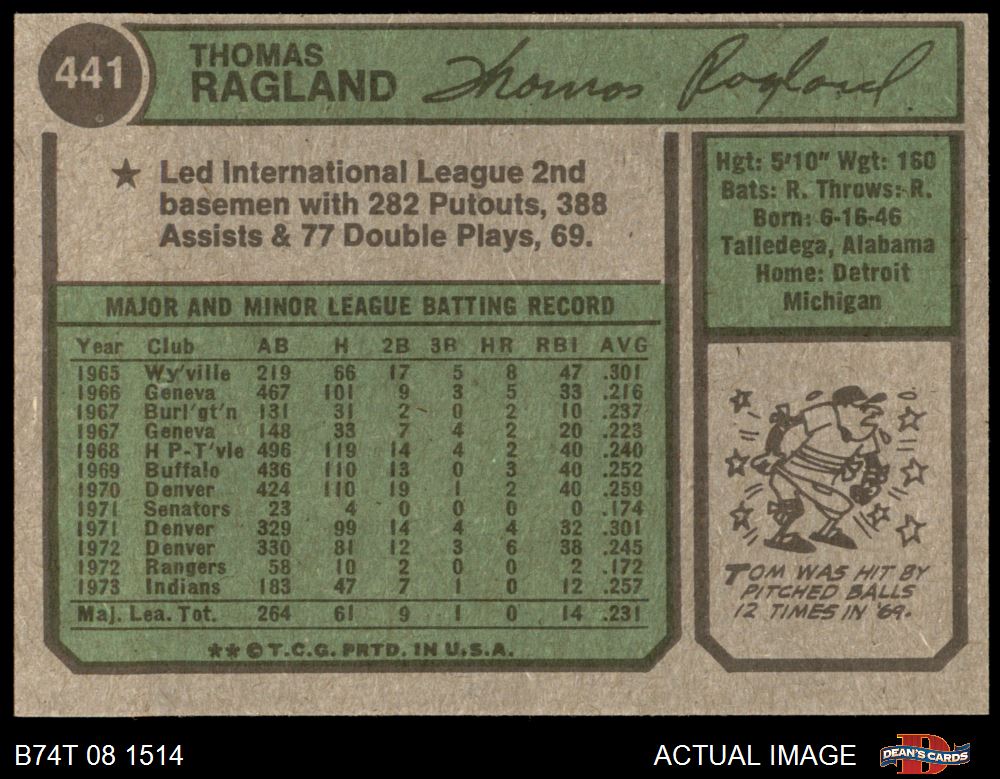 441
THOMAS
RAGLAND
Thomas Ragland
★ Led International League 2nd
basemen with 282 Putouts, 388
Assists & 77 Double Plays, 69.
Hgt: 5'10" Wgt: 160
Bats: R. Throws: R.
Born: 6-16-46
Talledega, Alabama
Home: Detroit
Michigan
MAJOR AND MINOR LEAGUE BATTING RECORD
Year Club AB H 2B 3B HR RBI AVG
1965 Wy'ville 219 66 17 5 8 47 .301
1966 Geneva 467 101 9 3 5 33 .216
1967 Burl'gt'n 131 31 2 0 2 10 .237
1967 Geneva 148 33 7 4 2 20 .223
1968 H P-T'vle 496 119 14 4 2 40 .240
1969 Buffalo 436 110 13 0 3 40 .252
1970 Denver 424 110 19 1 2 40 .259
1971 Senators 23 4 0 0 0 0 .174
1971 Denver 329 99 14 4 4 32 .301
1972 Denver 330 81 12 3 6 38 .245
1972 Rangers 58 10 2 0 0 2 .172
1973 Indians 183 47 7 1 0 12 .257
Maj. Lea. Tot. 264 61 9 1 0 14 .231
** © T.C.G. PRTD. IN U.S.A.
TOM WAS HIT BY
PITCHED BALLS
12 TIMES IN '69.
B74T 08 1514
ACTUAL IMAGE
DEAN'S CARDS